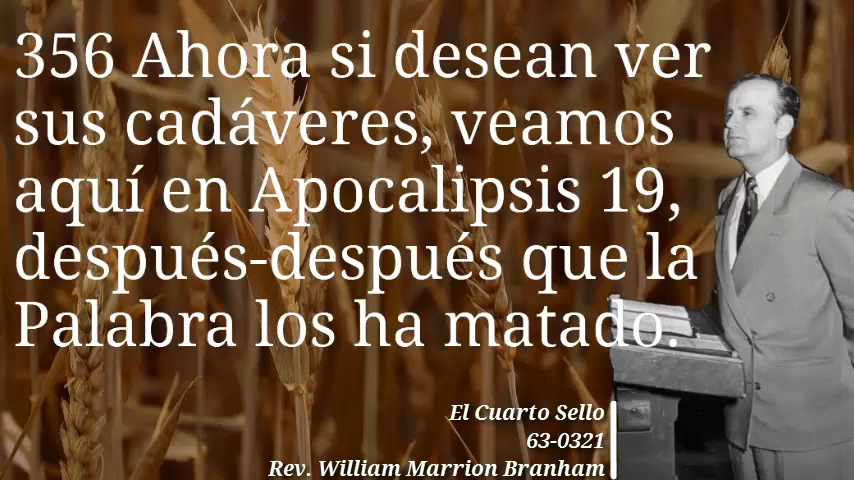 356 Ahora si desean ver
sus cadáveres, veamos
aquí en Apocalipsis 19,
después-después que la
Palabra los ha matado.
El Cuarto Sello
63-0321
Rev. William Marrion Branham